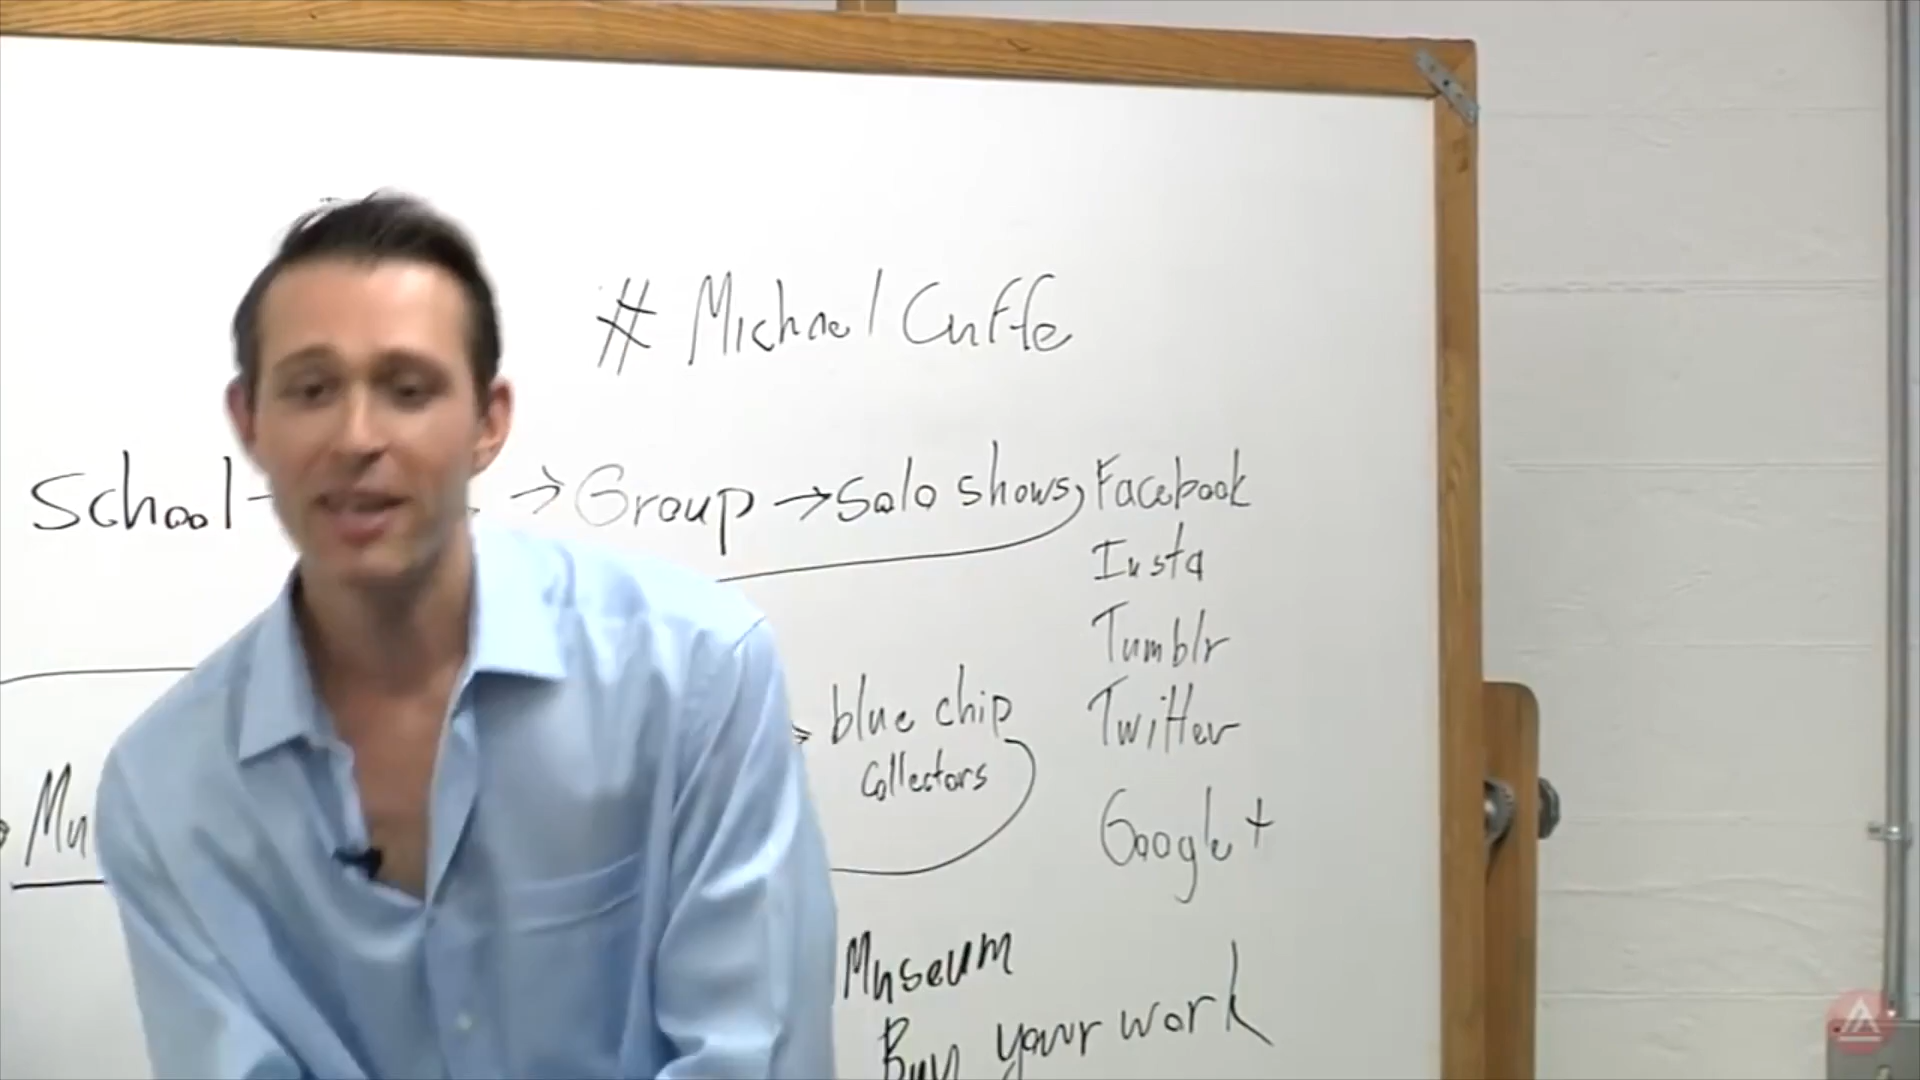 # Michael Cuffe
School → Group → Solo shows, Facebook
Insta
Tumblr
Twitter
Google +
blue chip
Collectors
Museum
Buy your work